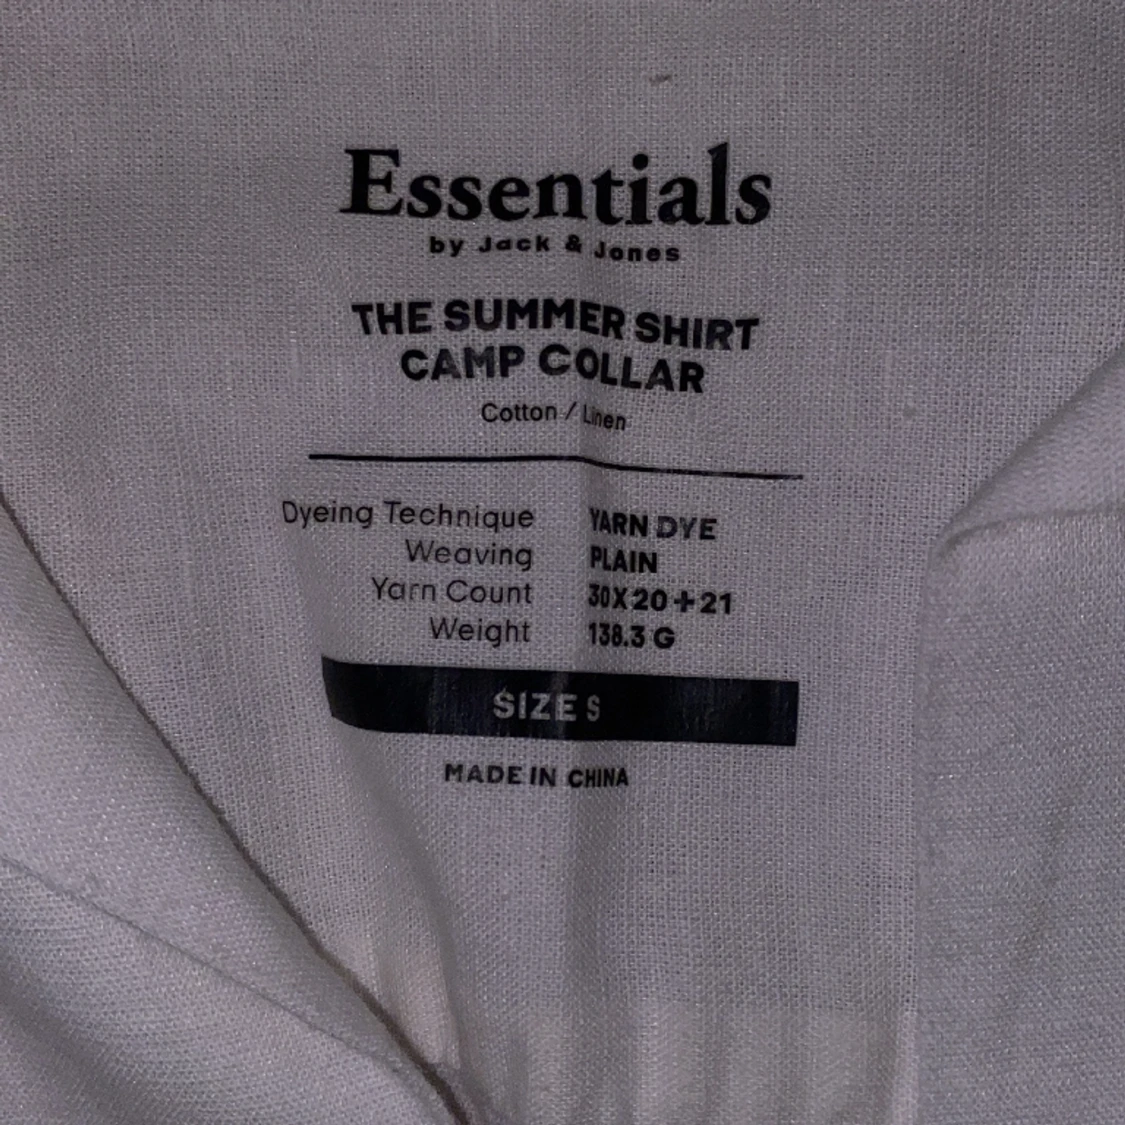 Essentials
by Jack & Jones
THE SUMMER SHIRT
CAMP COLLAR
Cotton / Linen
Dyeing Technique YARN DYE
Weaving PLAIN
Yarn Count 30X20+21
Weight 138.3 G
SIZE S
MADE IN CHINA